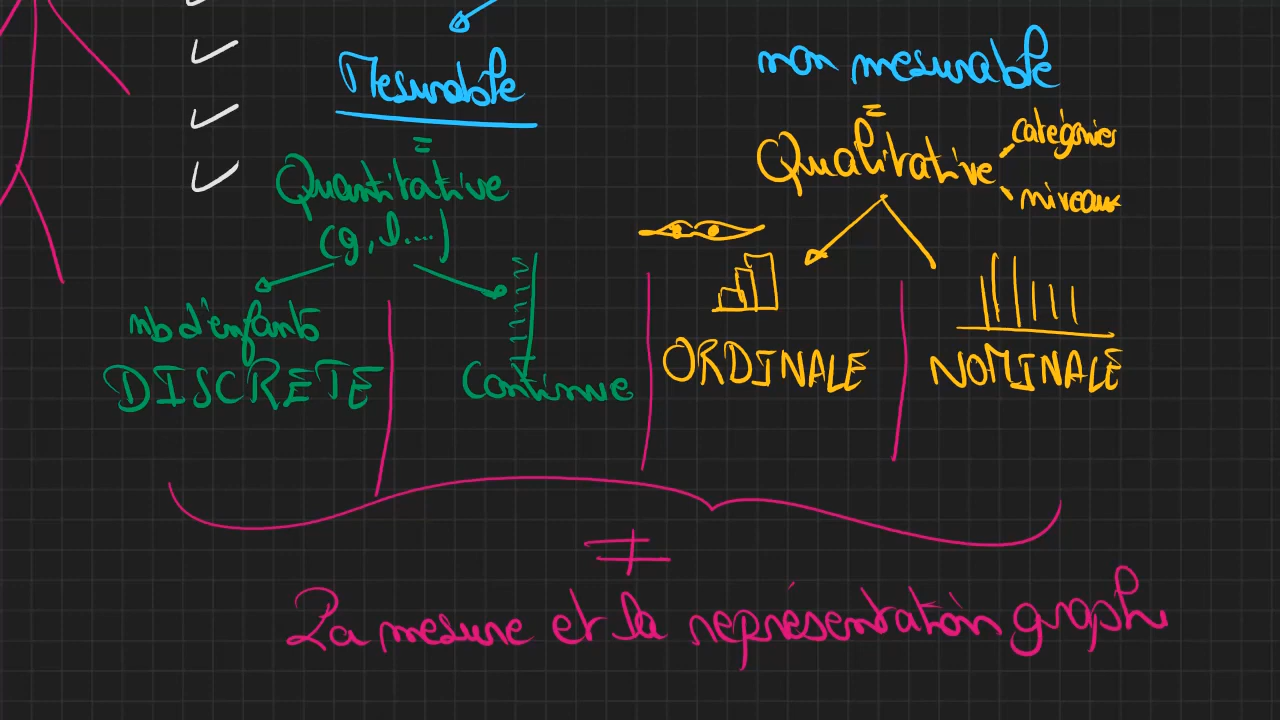 Mesurable
non mesurable
=
Quantitative
(g, l....)
=
Qualitative
catégories
niveaux
nb d'enfants
DISCRETE
Continue
ORDINALE
NOMINALE
≠
La mesure et la représentation graph